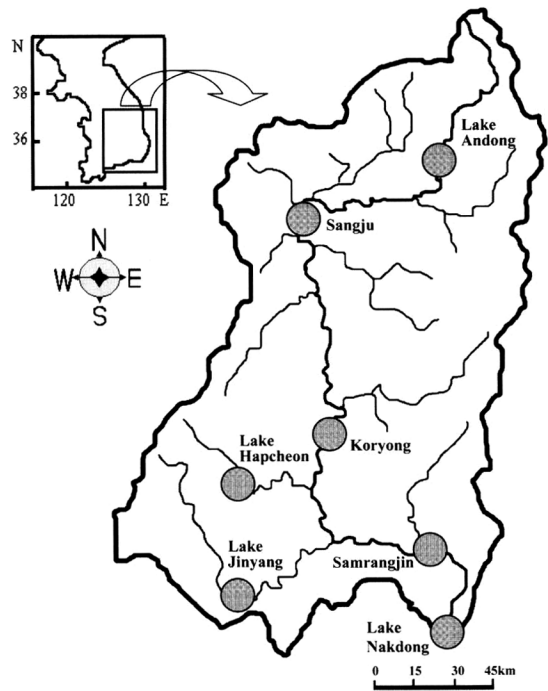 N
38
36
120
130 E
N
W
E
S
Lake
Andong
Sangju
Koryong
Lake
Hapcheon
Lake
Jinyang
Samrangjin
Lake
Nakdong
0 15 30 45km